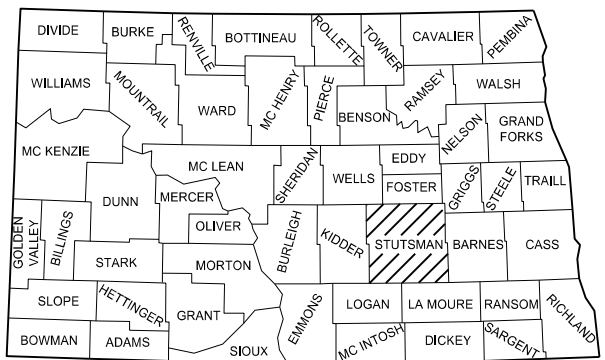 DIVIDE
BURKE
RENVILLE
BOTTINEAU
ROLLETTE
TOWNER
CAVALIER
PEMBINA
WILLIAMS
MOUNTRAIL
WARD
MC HENRY
PIERCE
BENSON
RAMSEY
WALSH
MC KENZIE
MC LEAN
SHERIDAN
WELLS
EDDY
FOSTER
NELSON
GRAND
FORKS
GRIGGS
STEELE
TRAILL
DUNN
MERCER
OLIVER
GOLDEN
VALLEY
BILLINGS
STARK
MORTON
BURLEIGH
KIDDER
STUTSMAN
BARNES
CASS
SLOPE
HETTINGER
GRANT
EMMONS
LOGAN
LA MOURE
RANSOM
RICHLAND
BOWMAN
ADAMS
SIOUX
MC INTOSH
DICKEY
SARGENT